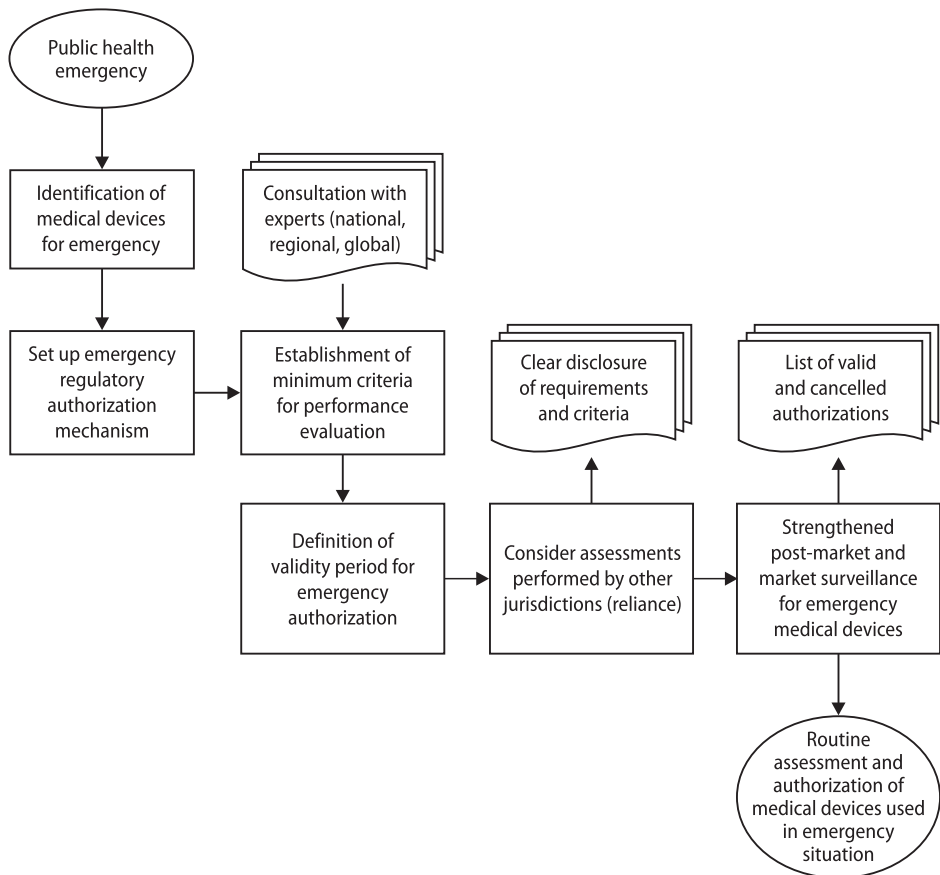 Public health
emergency
Identification of
medical devices
for emergency
Consultation with
experts (national,
regional, global)
Set up emergency
regulatory
authorization
mechanism
Establishment of
minimum criteria
for performance
evaluation
Clear disclosure
of requirements
and criteria
List of valid
and cancelled
authorizations
Definition of
validity period for
emergency
authorization
Consider assessments
performed by other
jurisdictions (reliance)
Strengthened
post-market and
market surveillance
for emergency
medical devices
Routine
assessment and
authorization of
medical devices used
in emergency
situation